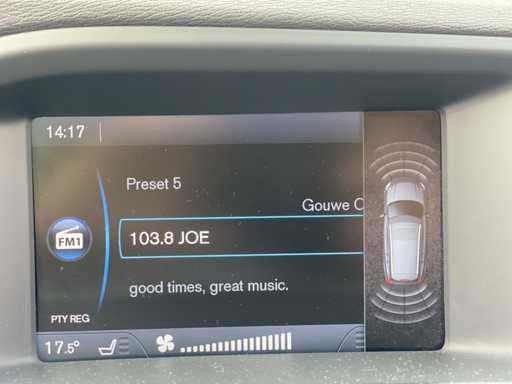 14:17
Preset 5
Gouwe
103.8 JOE
FM1
good times, great music.
PTY REG
17.5°